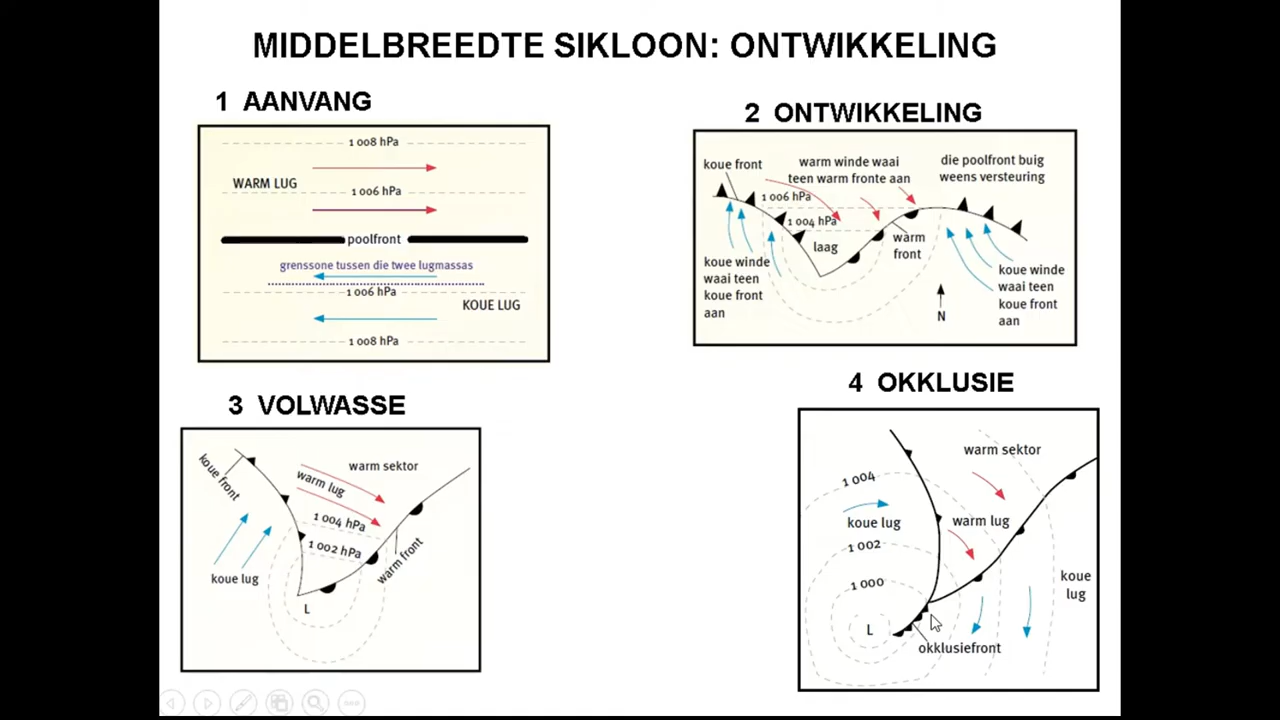 MIDDELBREEDTE SIKLOON: ONTWIKKELING
1 AANVANG
1 008 hPa
WARM LUG
1 006 hPa
poolfront
grenssone tussen die twee lugmassas
1 006 hPa
KOUE LUG
1 008 hPa
2 ONTWIKKELING
koue front
warm winde waai
teen warm fronte aan
die poolfront buig
weens versteuring
1 006 hPa
1 004 hPa
laag
warm
front
koue winde
waai teen
koue front
aan
N
koue winde
waai teen
koue front
aan
3 VOLWASSE
koue front
warm sektor
warm lug
1 004 hPa
1 002 hPa
warm front
koue lug
L
4 OKKLUSIE
warm sektor
1 004
koue lug
warm lug
1 002
1 000
koue
lug
L
okklusiefront